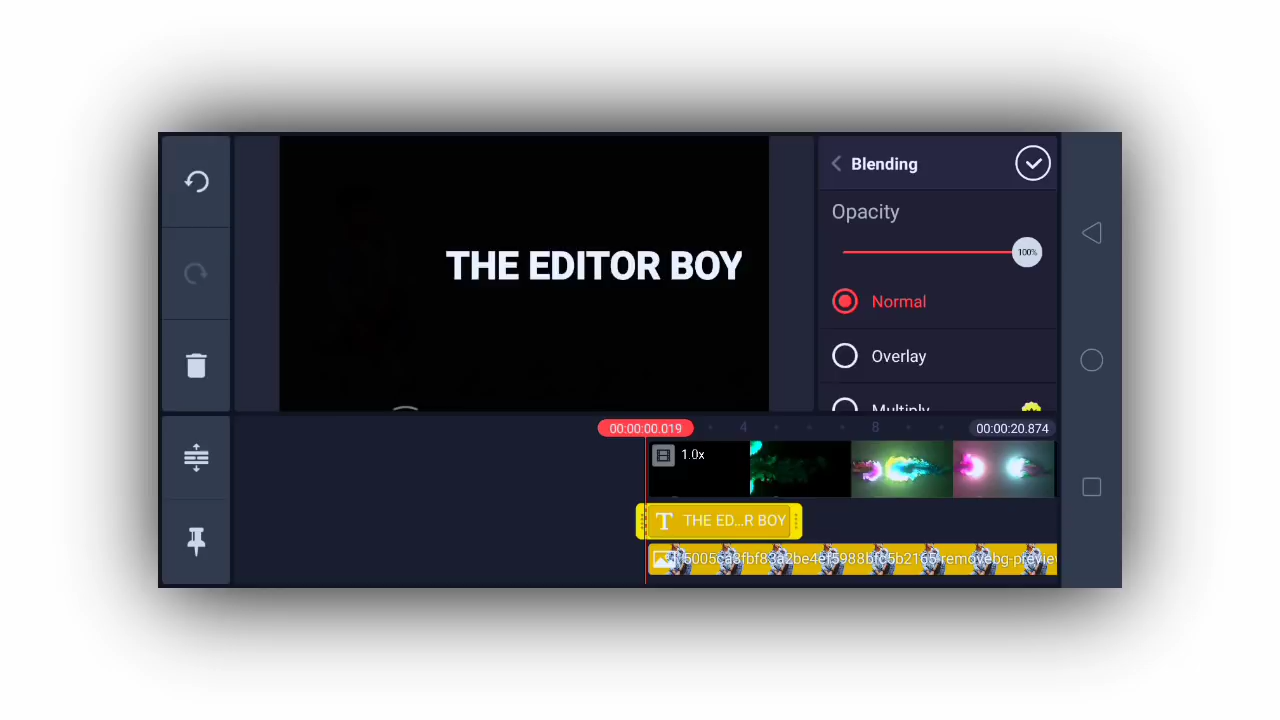 Blending
Opacity
100%
THE EDITOR BOY
Normal
Overlay
Multiply
00:00:00.019
4
8
00:00:20.874
1.0x
THE ED...R BOY
5005ca3fbf83a2be4ef5988bfc5b2165-removebg-preview